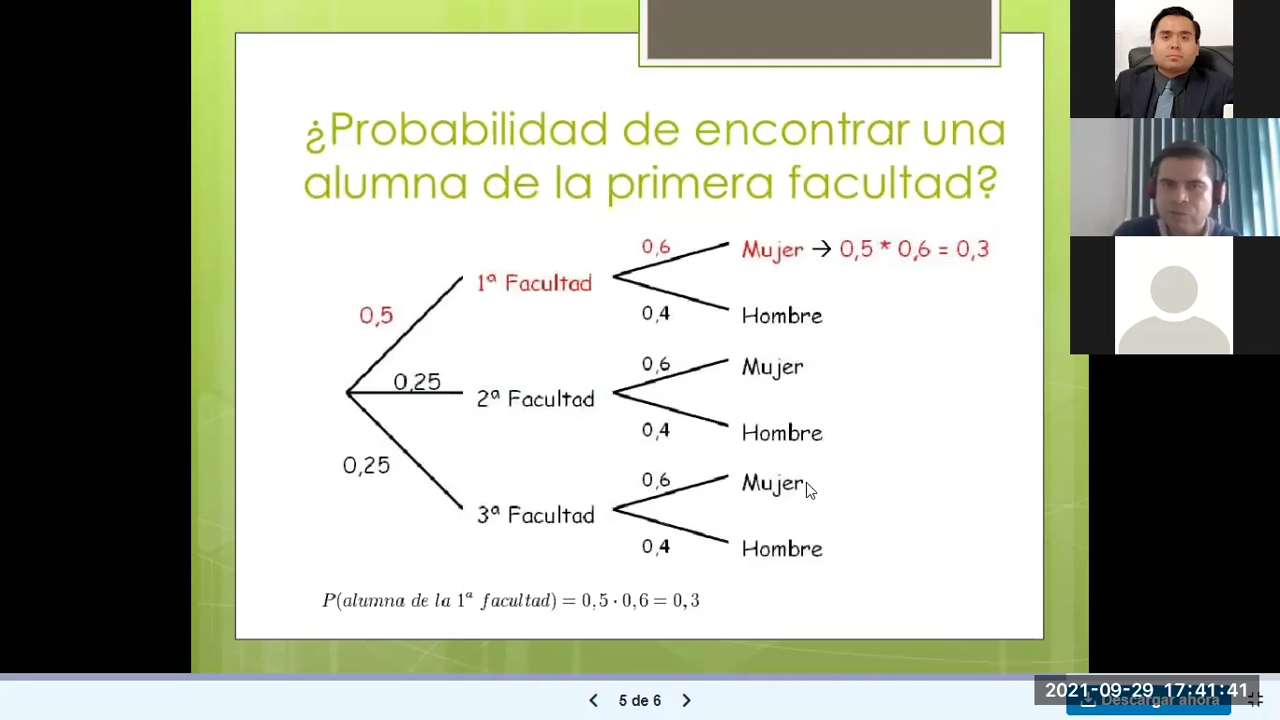 ¿Probabilidad de encontrar una
alumna de la primera facultad?
0,6
Mujer → 0,5 * 0,6 = 0,3
1ª Facultad
0,5
0,4
Hombre
0,6
Mujer
0,25
2ª Facultad
0,4
Hombre
0,25
0,6
Mujer
3ª Facultad
0,4
Hombre
P(alumna de la 1ª facultad) = 0,5 · 0,6 = 0,3
5 de 6
2021-09-29 17:41:41
Descargar ahora